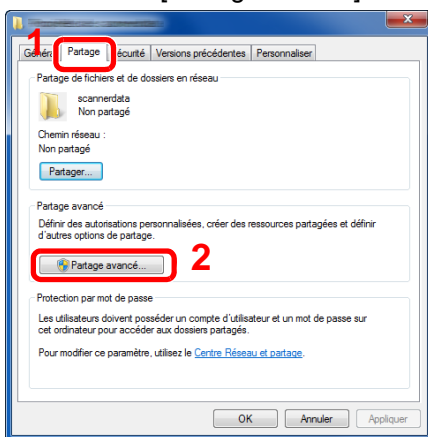 1
Général Partage Sécurité Versions précédentes Personnaliser
Partage de fichiers et de dossiers en réseau
scannerdata
Non partagé
Chemin réseau :
Non partagé
Partager...
Partage avancé
Définir des autorisations personnalisées, créer des ressources partagées et définir
d'autres options de partage.
Partage avancé...
2
Protection par mot de passe
Les utilisateurs doivent posséder un compte d'utilisateur et un mot de passe sur
cet ordinateur pour accéder aux dossiers partagés.
Pour modifier ce paramètre, utilisez le Centre Réseau et partage.
OK Annuler Appliquer